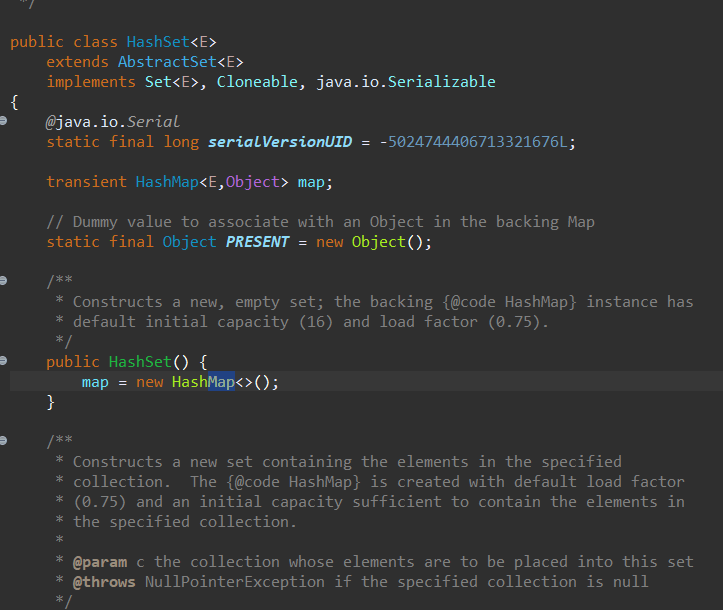 */
public class HashSet<E>
    extends AbstractSet<E>
    implements Set<E>, Cloneable, java.io.Serializable
{
    @java.io.Serial
    static final long serialVersionUID = -5024744406713321676L;

    transient HashMap<E,Object> map;

    // Dummy value to associate with an Object in the backing Map
    static final Object PRESENT = new Object();

    /**
     * Constructs a new, empty set; the backing {@code HashMap} instance has
     * default initial capacity (16) and load factor (0.75).
     */
    public HashSet() {
        map = new HashMap<>();
    }

    /**
     * Constructs a new set containing the elements in the specified
     * collection.  The {@code HashMap} is created with default load factor
     * (0.75) and an initial capacity sufficient to contain the elements in
     * the specified collection.
     *
     * @param c the collection whose elements are to be placed into this set
     * @throws NullPointerException if the specified collection is null
     */